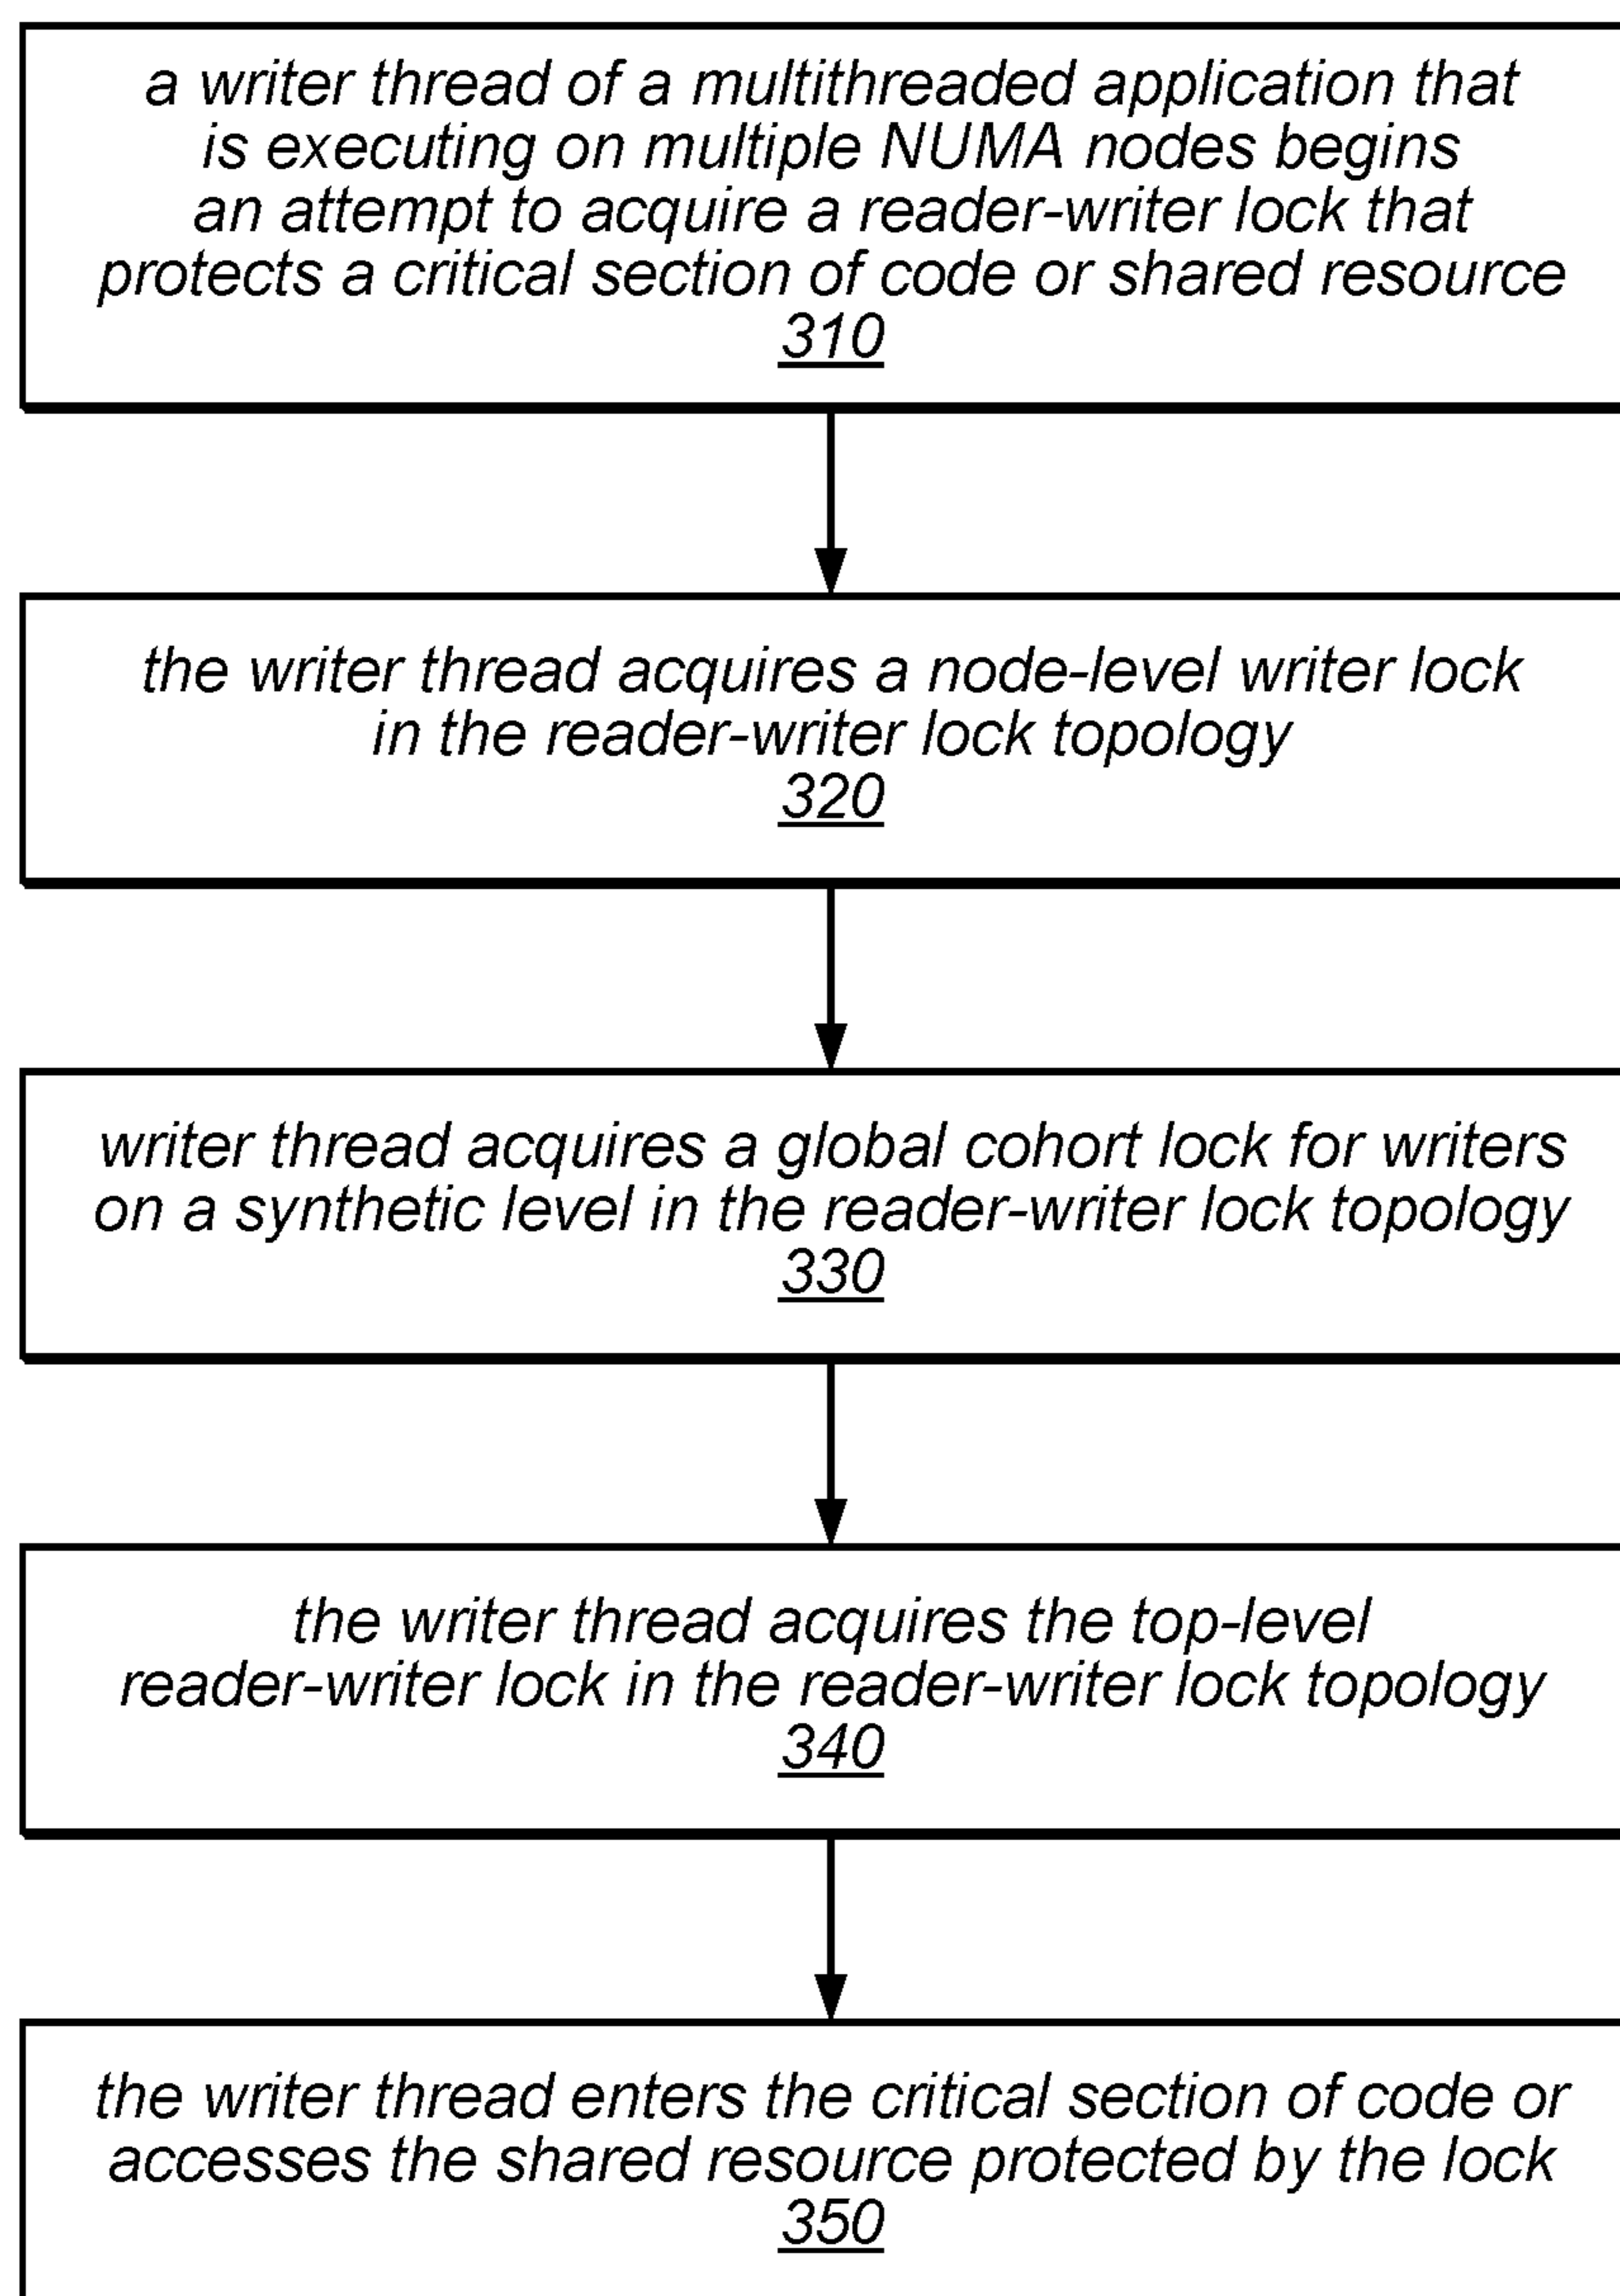 a writer thread of a multithreaded application that
is executing on multiple NUMA nodes begins
an attempt to acquire a reader-writer lock that
protects a critical section of code or shared resource
310
the writer thread acquires a node-level writer lock
in the reader-writer lock topology
320
writer thread acquires a global cohort lock for writers
on a synthetic level in the reader-writer lock topology
330
the writer thread acquires the top-level
reader-writer lock in the reader-writer lock topology
340
the writer thread enters the critical section of code or
accesses the shared resource protected by the lock
350